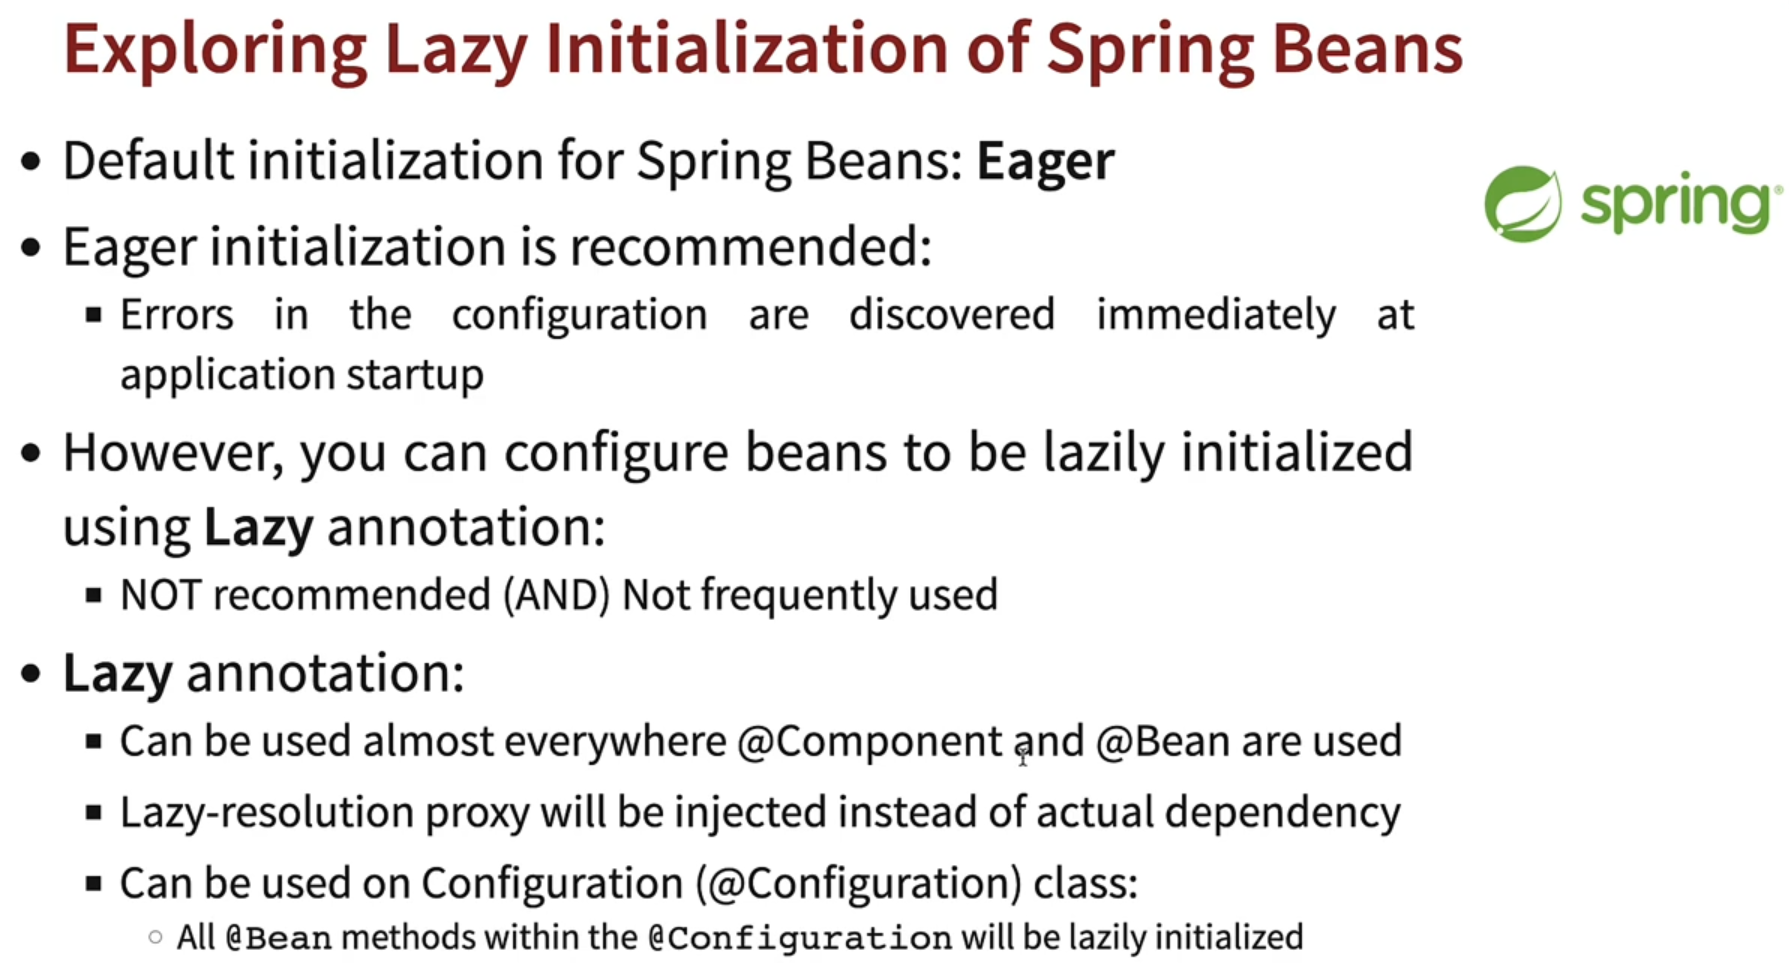 Exploring Lazy Initialization of Spring Beans
• Default initialization for Spring Beans: Eager
spring®
• Eager initialization is recommended:
▪ Errors in the configuration are discovered immediately at
application startup
• However, you can configure beans to be lazily initialized
using Lazy annotation:
▪ NOT recommended (AND) Not frequently used
• Lazy annotation:
▪ Can be used almost everywhere @Component and @Bean are used
▪ Lazy-resolution proxy will be injected instead of actual dependency
▪ Can be used on Configuration (@Configuration) class:
○ All @Bean methods within the @Configuration will be lazily initialized